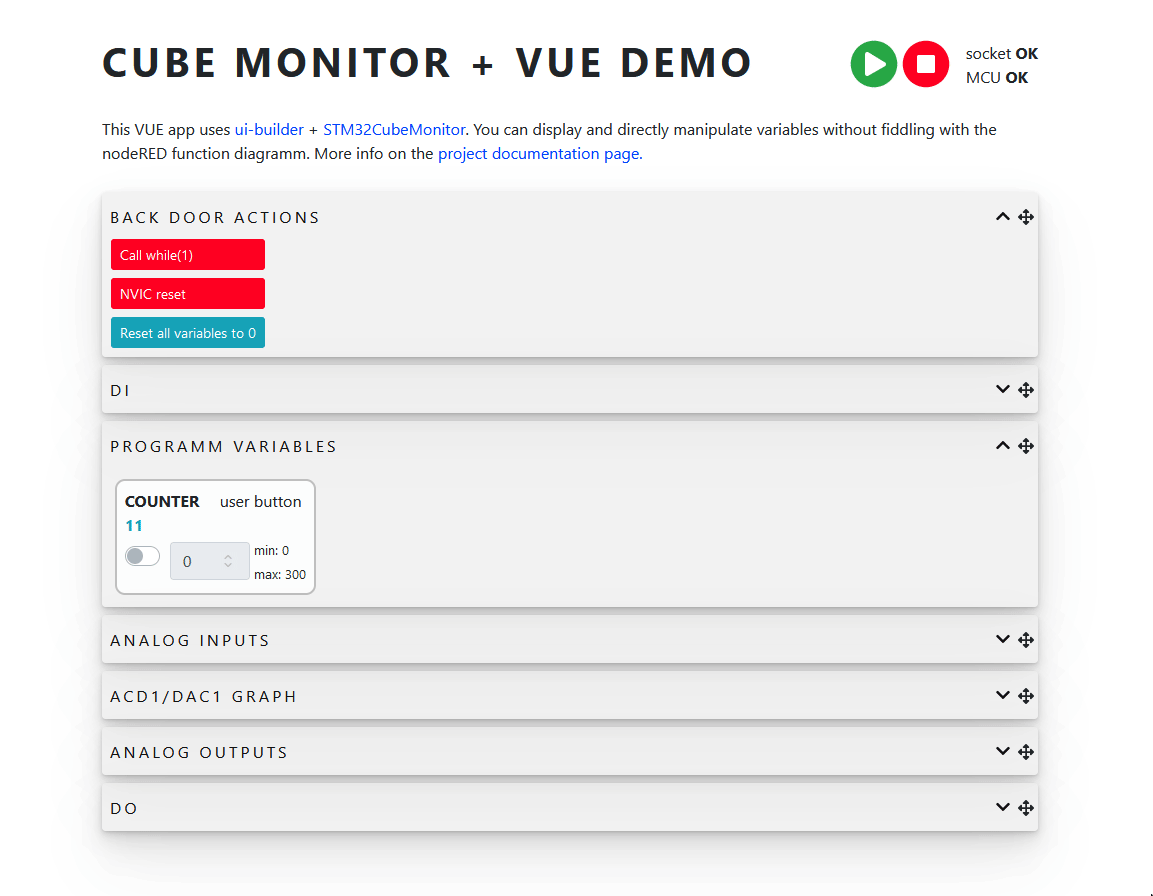 CUBE MONITOR + VUE DEMO
socket OK
MCU OK
This VUE app uses ui-builder + STM32CubeMonitor. You can display and directly manipulate variables without fiddling with the
nodeRED function diagramm. More info on the project documentation page.
BACK DOOR ACTIONS
Call while(1)
NVIC reset
Reset all variables to 0
DI
PROGRAMM VARIABLES
COUNTER user button
11
0
min: 0
max: 300
ANALOG INPUTS
ACD1/DAC1 GRAPH
ANALOG OUTPUTS
DO